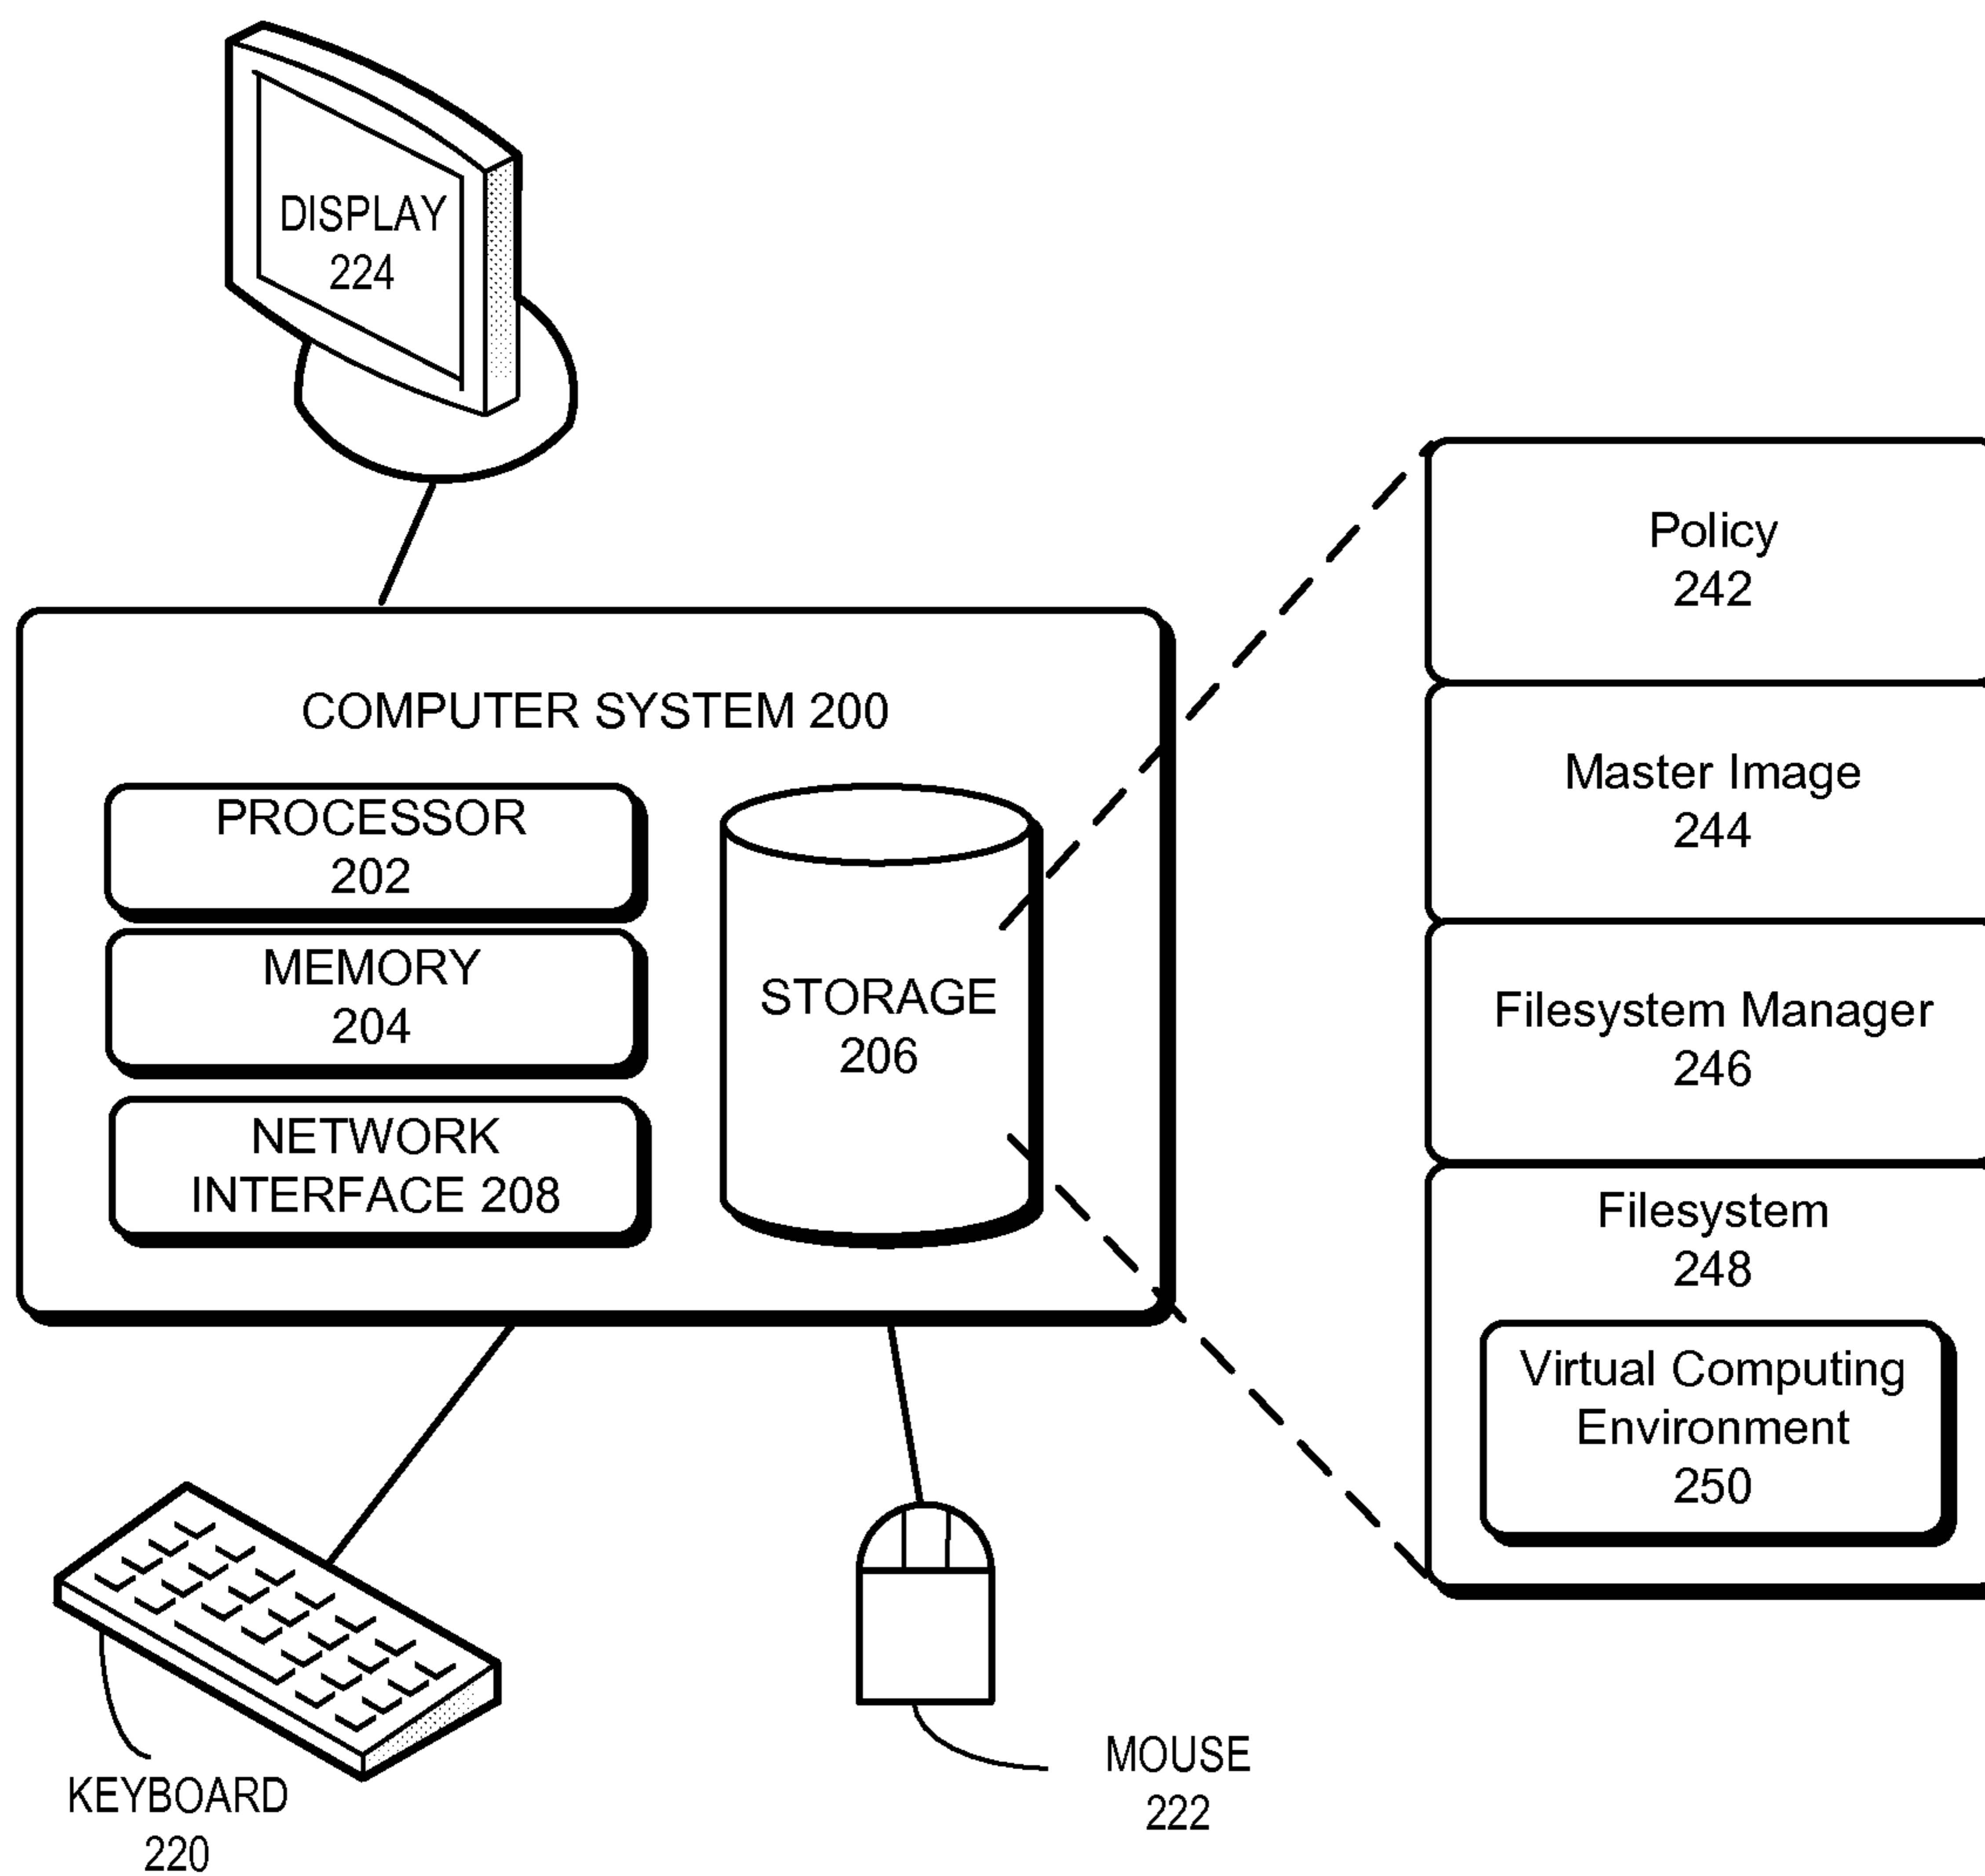 DISPLAY
224
COMPUTER SYSTEM 200
PROCESSOR
202
MEMORY
204
NETWORK
INTERFACE 208
STORAGE
206
Policy
242
Master Image
244
Filesystem Manager
246
Filesystem
248
Virtual Computing
Environment
250
KEYBOARD
220
MOUSE
222